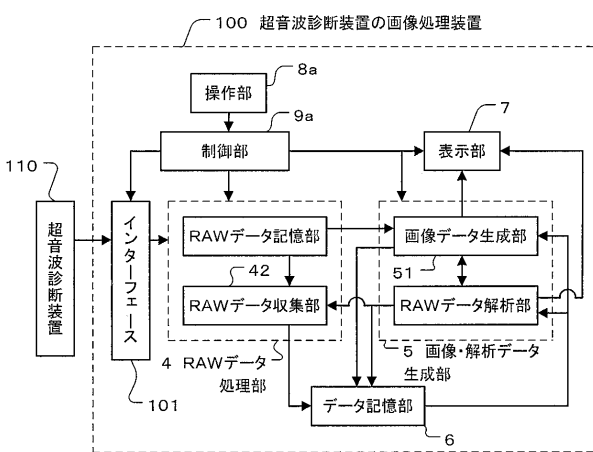 100 超音波診断装置の画像処理装置
8a
操作部
9a
制御部
7
表示部
110
超音波診断装置
インターフェース
101
RAWデータ記憶部
42
RAWデータ収集部
4 RAWデータ
処理部
画像データ生成部
51
RAWデータ解析部
5 画像・解析データ
生成部
データ記憶部
6